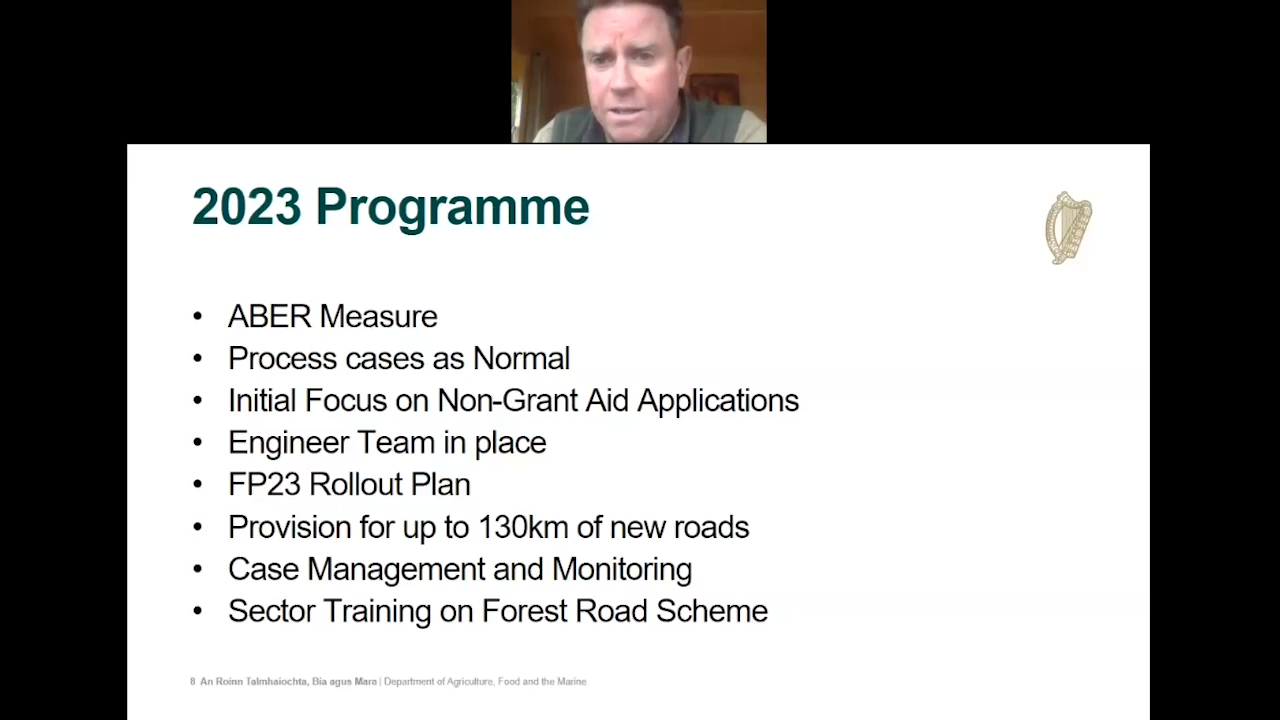 2023 Programme
• ABER Measure
• Process cases as Normal
• Initial Focus on Non-Grant Aid Applications
• Engineer Team in place
• FP23 Rollout Plan
• Provision for up to 130km of new roads
• Case Management and Monitoring
• Sector Training on Forest Road Scheme
8 An Roinn Talmhaíochta, Bia agus Mara | Department of Agriculture, Food and the Marine